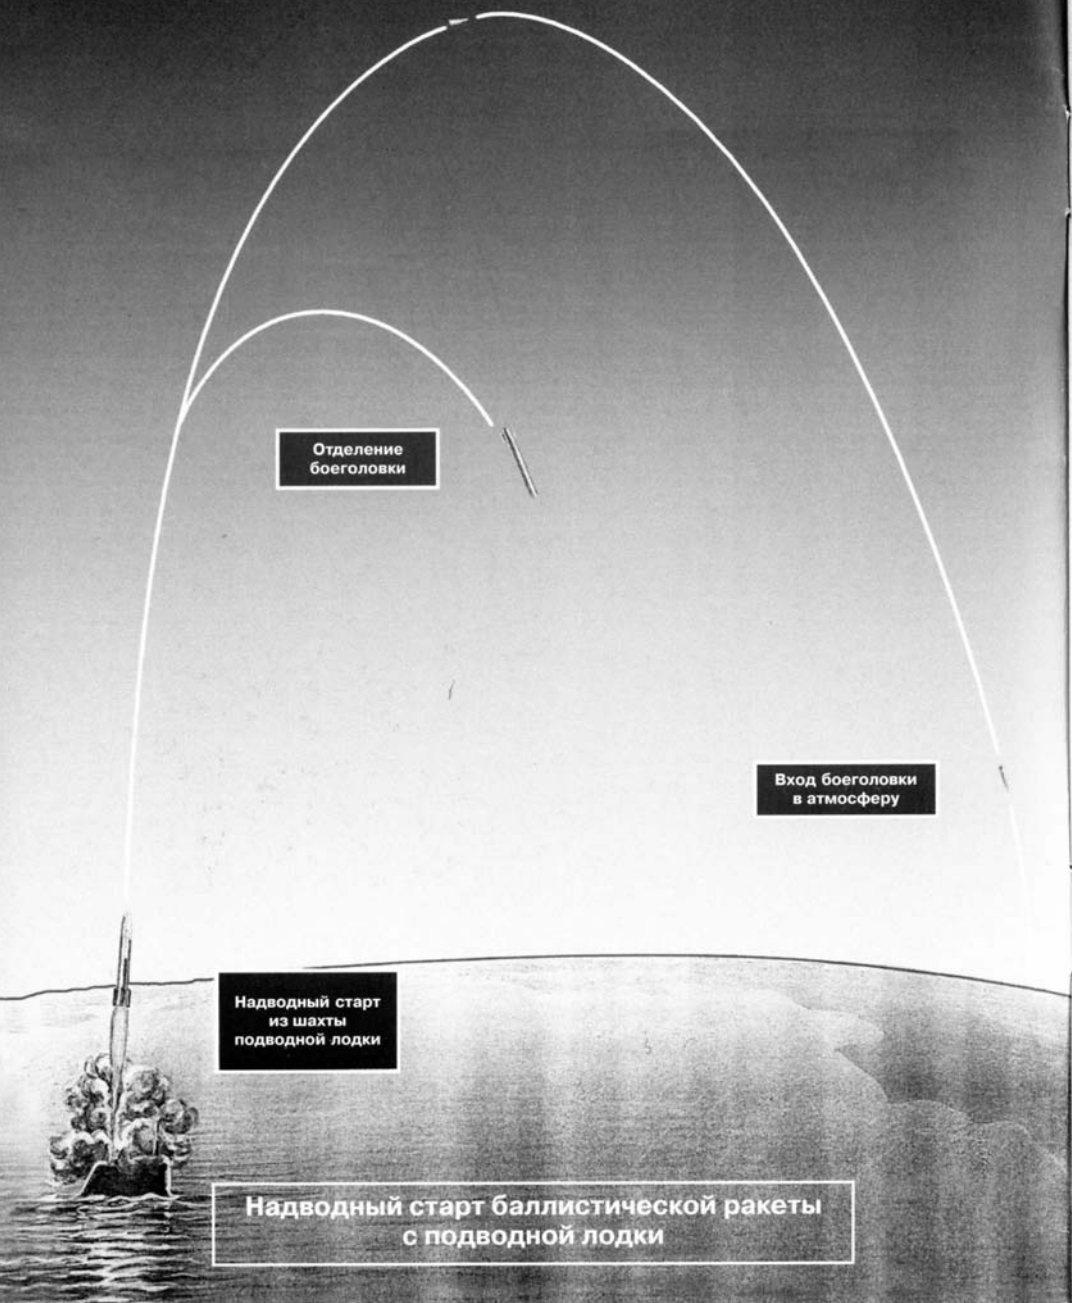 Отделение
боеголовки
Вход боеголовки
в атмосферу
Надводный старт
из шахты
подводной лодки
Надводный старт баллистической ракеты
с подводной лодки